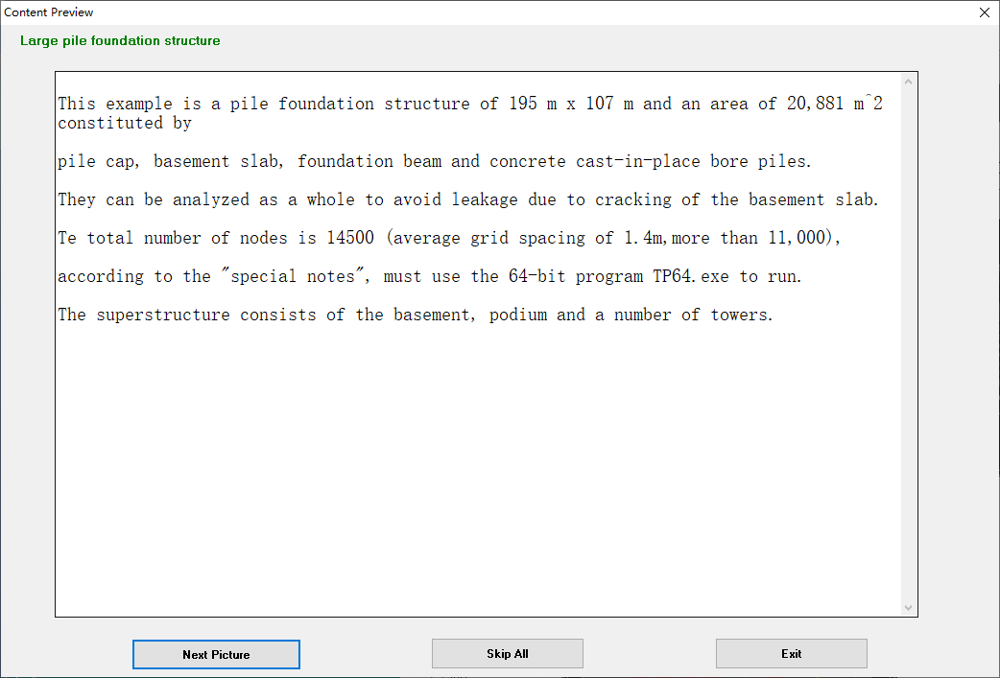 Content Preview
Large pile foundation structure
This example is a pile foundation structure of 195 m x 107 m and an area of 20,881 m^2
constituted by
pile cap, basement slab, foundation beam and concrete cast-in-place bore piles.
They can be analyzed as a whole to avoid leakage due to cracking of the basement slab.
Te total number of nodes is 14500 (average grid spacing of 1.4m,more than 11,000),
according to the "special notes", must use the 64-bit program TP64.exe to run.
The superstructure consists of the basement, podium and a number of towers.
Next Picture
Skip All
Exit